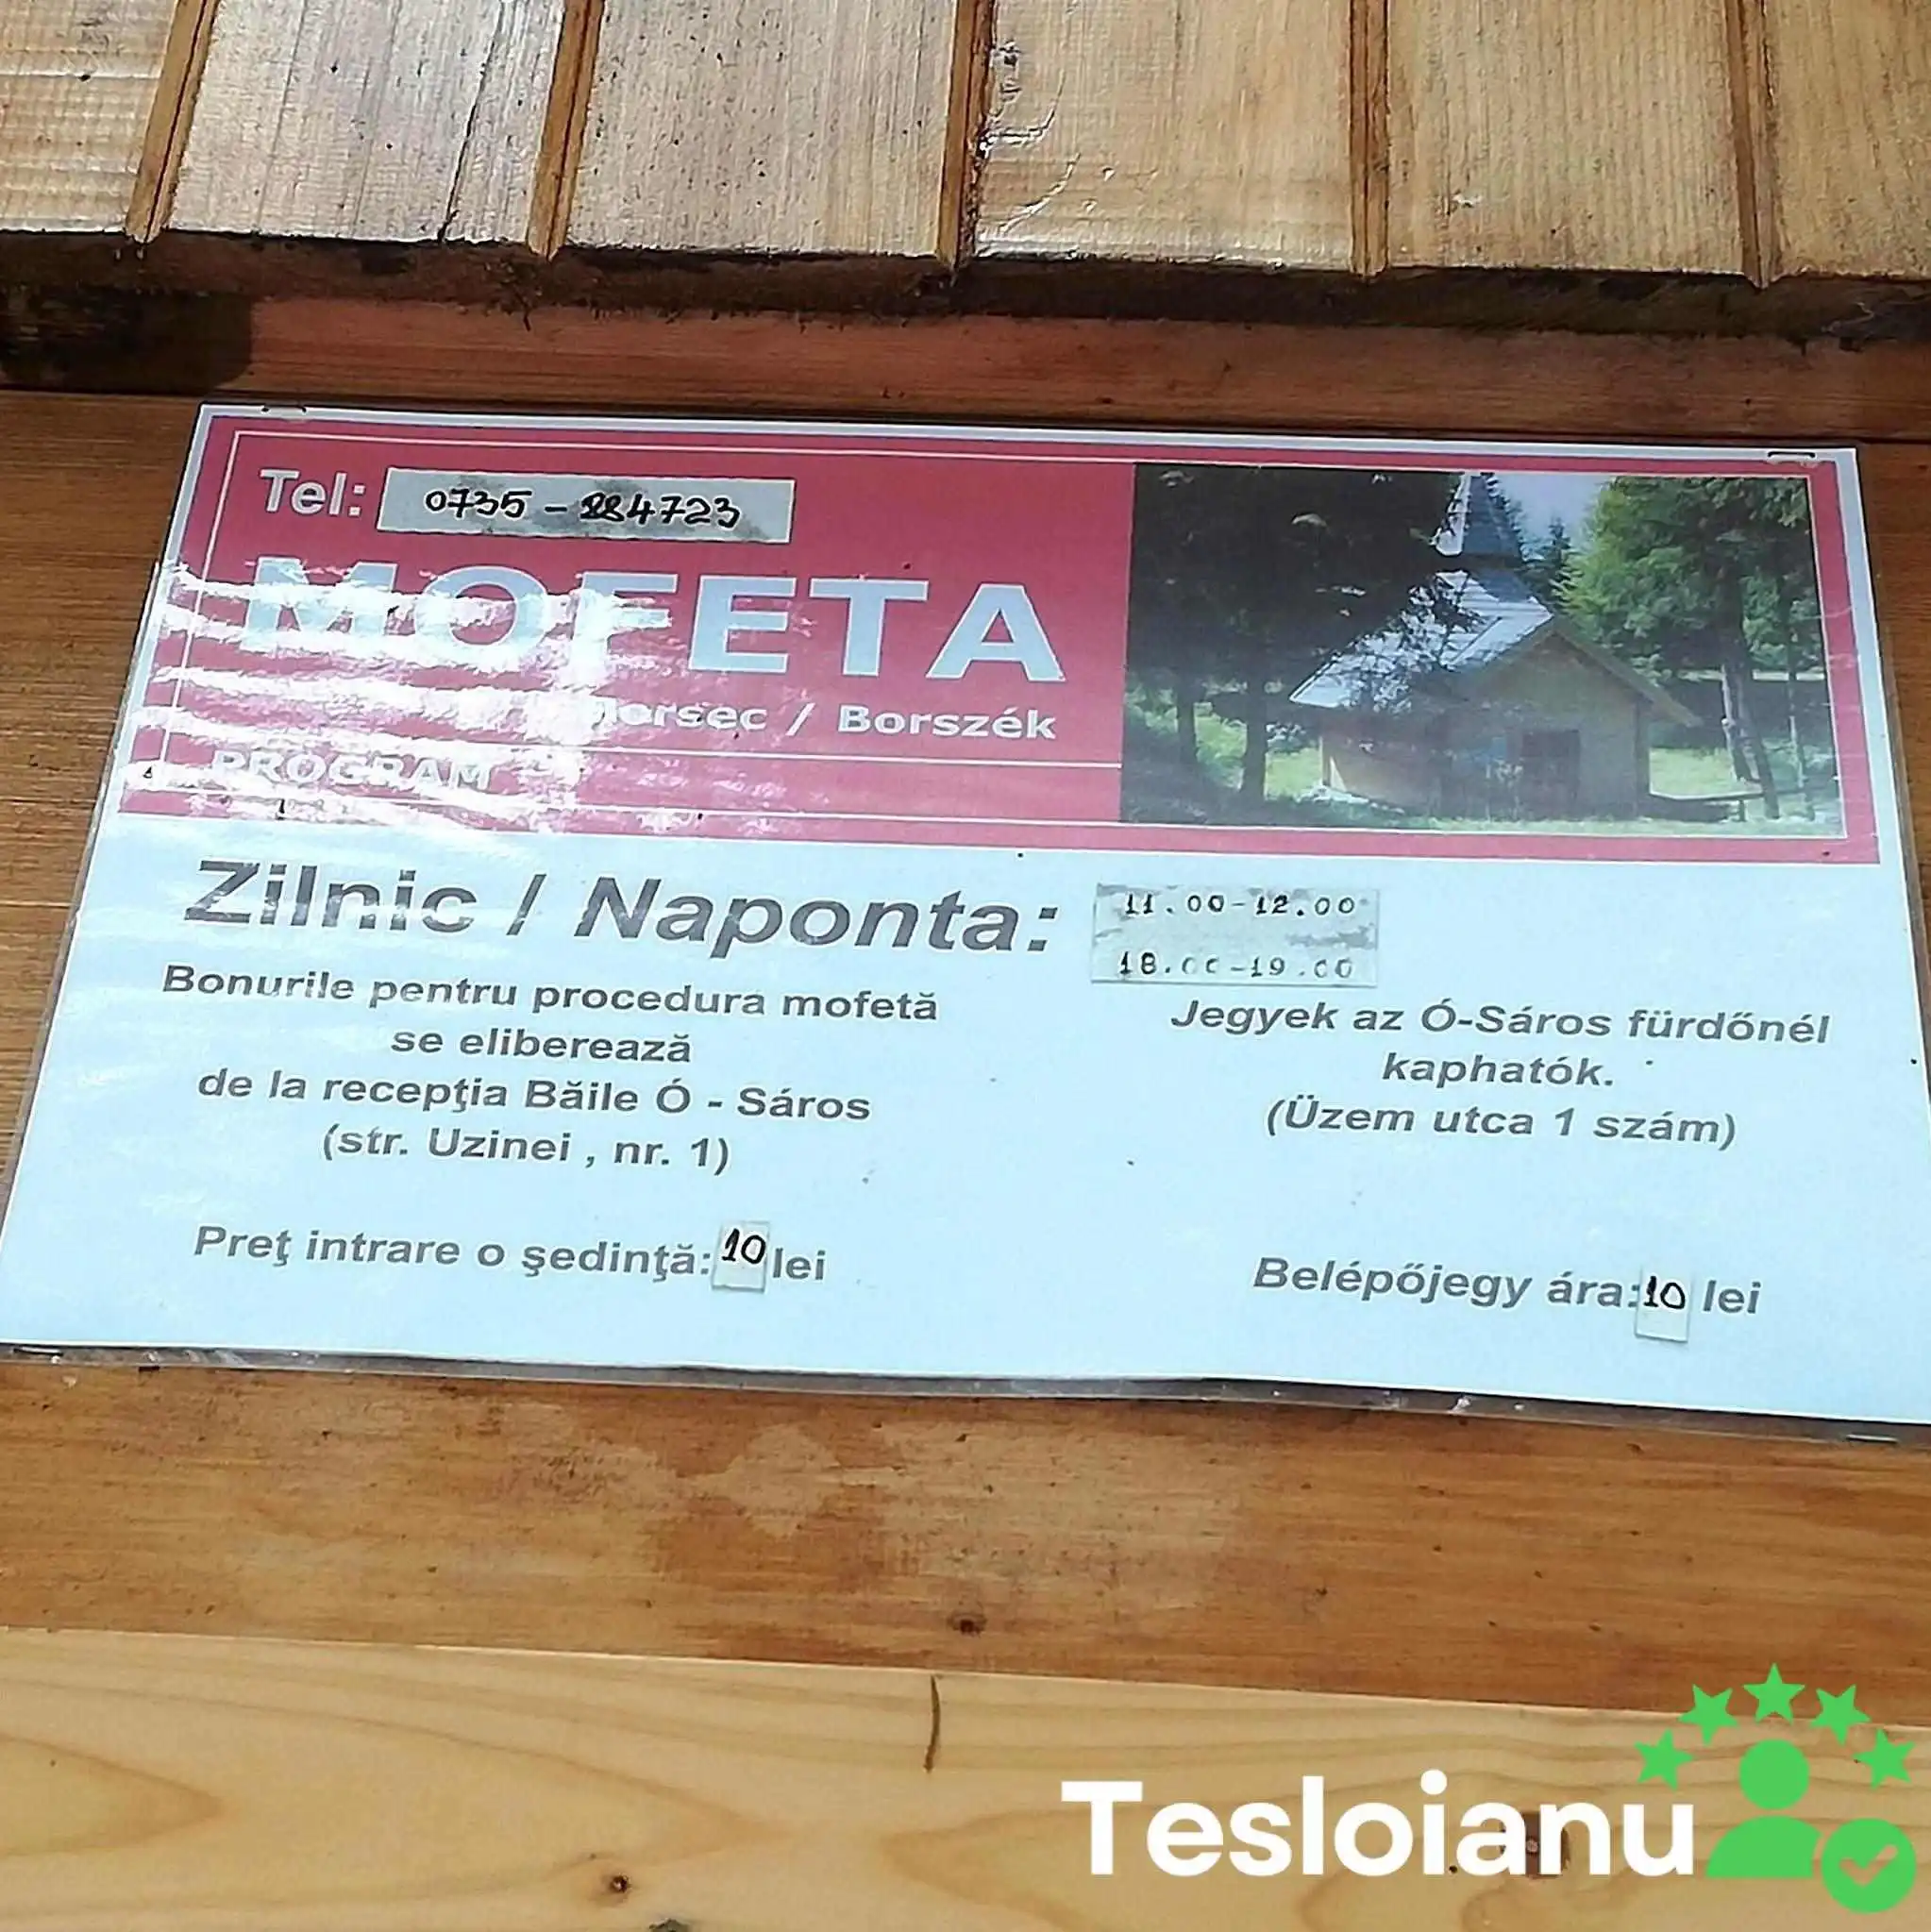 Tel: 0735 - 284723
MOFETA
Borsec / Borszék
PROGRAM
Zilnic / Naponta: 11.00-12.00
18.00-19.00
Bonurile pentru procedura mofetă
se eliberează
de la recepţia Băile Ó - Sáros
(str. Uzinei , nr. 1)
Preţ intrare o şedinţă: 10 lei
Jegyek az Ó-Sáros fürdőnél
kaphatók.
(Üzem utca 1 szám)
Belépőjegy ára: 10 lei
Tesloianu